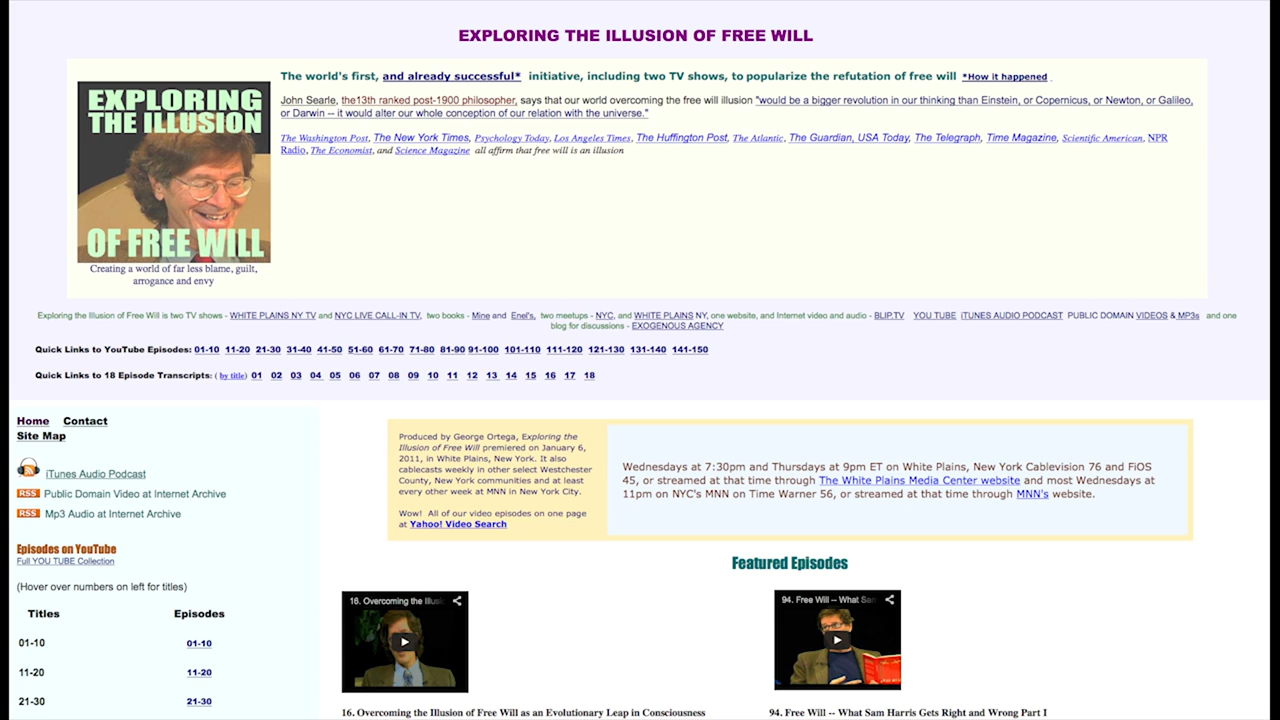 EXPLORING THE ILLUSION OF FREE WILL
EXPLORING
THE ILLUSION
OF FREE WILL
Creating a world of far less blame, guilt,
arrogance and envy
The world's first, and already successful* initiative, including two TV shows, to popularize the refutation of free will *How it happened
John Searle, the13th ranked post-1900 philosopher, says that our world overcoming the free will illusion "would be a bigger revolution in our thinking than Einstein, or Copernicus, or Newton, or Galileo,
or Darwin -- it would alter our whole conception of our relation with the universe."
The Washington Post, The New York Times, Psychology Today, Los Angeles Times, The Huffington Post, The Atlantic, The Guardian, USA Today, The Telegraph, Time Magazine, Scientific American, NPR
Radio, The Economist, and Science Magazine all affirm that free will is an illusion
Exploring the Illusion of Free Will is two TV shows - WHITE PLAINS NY TV and NYC LIVE CALL-IN TV, two books - Mine and Enel's, two meetups - NYC, and WHITE PLAINS NY, one website, and Internet video and audio - BLIP.TV YOU TUBE iTUNES AUDIO PODCAST PUBLIC DOMAIN VIDEOS & MP3s and one
blog for discussions - EXOGENOUS AGENCY
Quick Links to YouTube Episodes: 01-10 11-20 21-30 31-40 41-50 51-60 61-70 71-80 81-90 91-100 101-110 111-120 121-130 131-140 141-150
Quick Links to 18 Episode Transcripts: ( by title) 01 02 03 04 05 06 07 08 09 10 11 12 13 14 15 16 17 18
Home Contact
Site Map
iTunes Audio Podcast
RSS Public Domain Video at Internet Archive
RSS Mp3 Audio at Internet Archive
Episodes on YouTube
Full YOU TUBE Collection
(Hover over numbers on left for titles)
Titles Episodes
01-10 01-10
11-20 11-20
21-30 21-30
Produced by George Ortega, Exploring the
Illusion of Free Will premiered on January 6,
2011, in White Plains, New York. It also
cablecasts weekly in other select Westchester
County, New York communities and at least
every other week at MNN in New York City.
Wow! All of our video episodes on one page
at Yahoo! Video Search
Wednesdays at 7:30pm and Thursdays at 9pm ET on White Plains, New York Cablevision 76 and FiOS
45, or streamed at that time through The White Plains Media Center website and most Wednesdays at
11pm on NYC's MNN on Time Warner 56, or streamed at that time through MNN's website.
Featured Episodes
16. Overcoming the Illus
94. Free Will -- What Sam
16. Overcoming the Illusion of Free Will as an Evolutionary Leap in Consciousness
94. Free Will -- What Sam Harris Gets Right and Wrong Part I